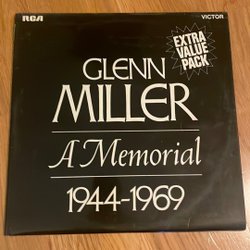 RCA
VICTOR
EXTRA
VALUE
PACK
GLENN
MILLER
A Memorial
1944-1969